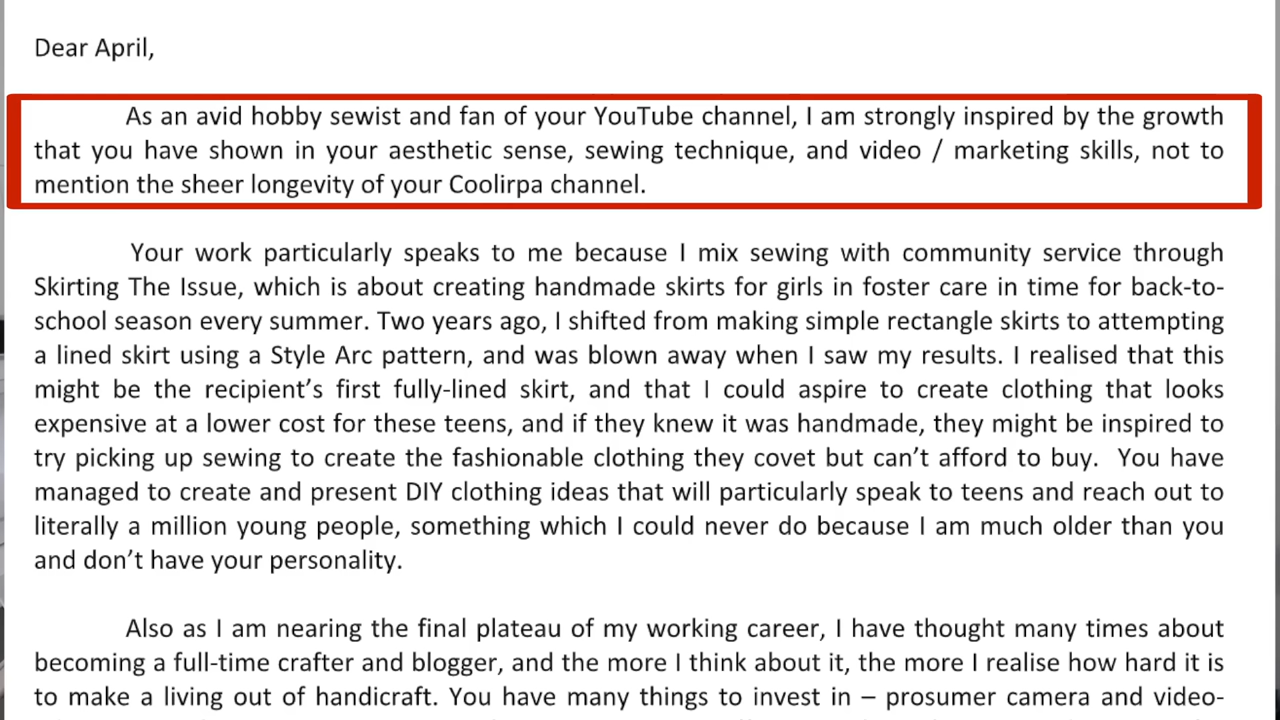 Dear April,
As an avid hobby sewist and fan of your YouTube channel, I am strongly inspired by the growth
that you have shown in your aesthetic sense, sewing technique, and video / marketing skills, not to
mention the sheer longevity of your Coolirpa channel.
Your work particularly speaks to me because I mix sewing with community service through
Skirting The Issue, which is about creating handmade skirts for girls in foster care in time for back-to-
school season every summer. Two years ago, I shifted from making simple rectangle skirts to attempting
a lined skirt using a Style Arc pattern, and was blown away when I saw my results. I realised that this
might be the recipient’s first fully-lined skirt, and that I could aspire to create clothing that looks
expensive at a lower cost for these teens, and if they knew it was handmade, they might be inspired to
try picking up sewing to create the fashionable clothing they covet but can’t afford to buy.  You have
managed to create and present DIY clothing ideas that will particularly speak to teens and reach out to
literally a million young people, something which I could never do because I am much older than you
and don’t have your personality.
Also as I am nearing the final plateau of my working career, I have thought many times about
becoming a full-time crafter and blogger, and the more I think about it, the more I realise how hard it is
to make a living out of handicraft. You have many things to invest in – prosumer camera and video-